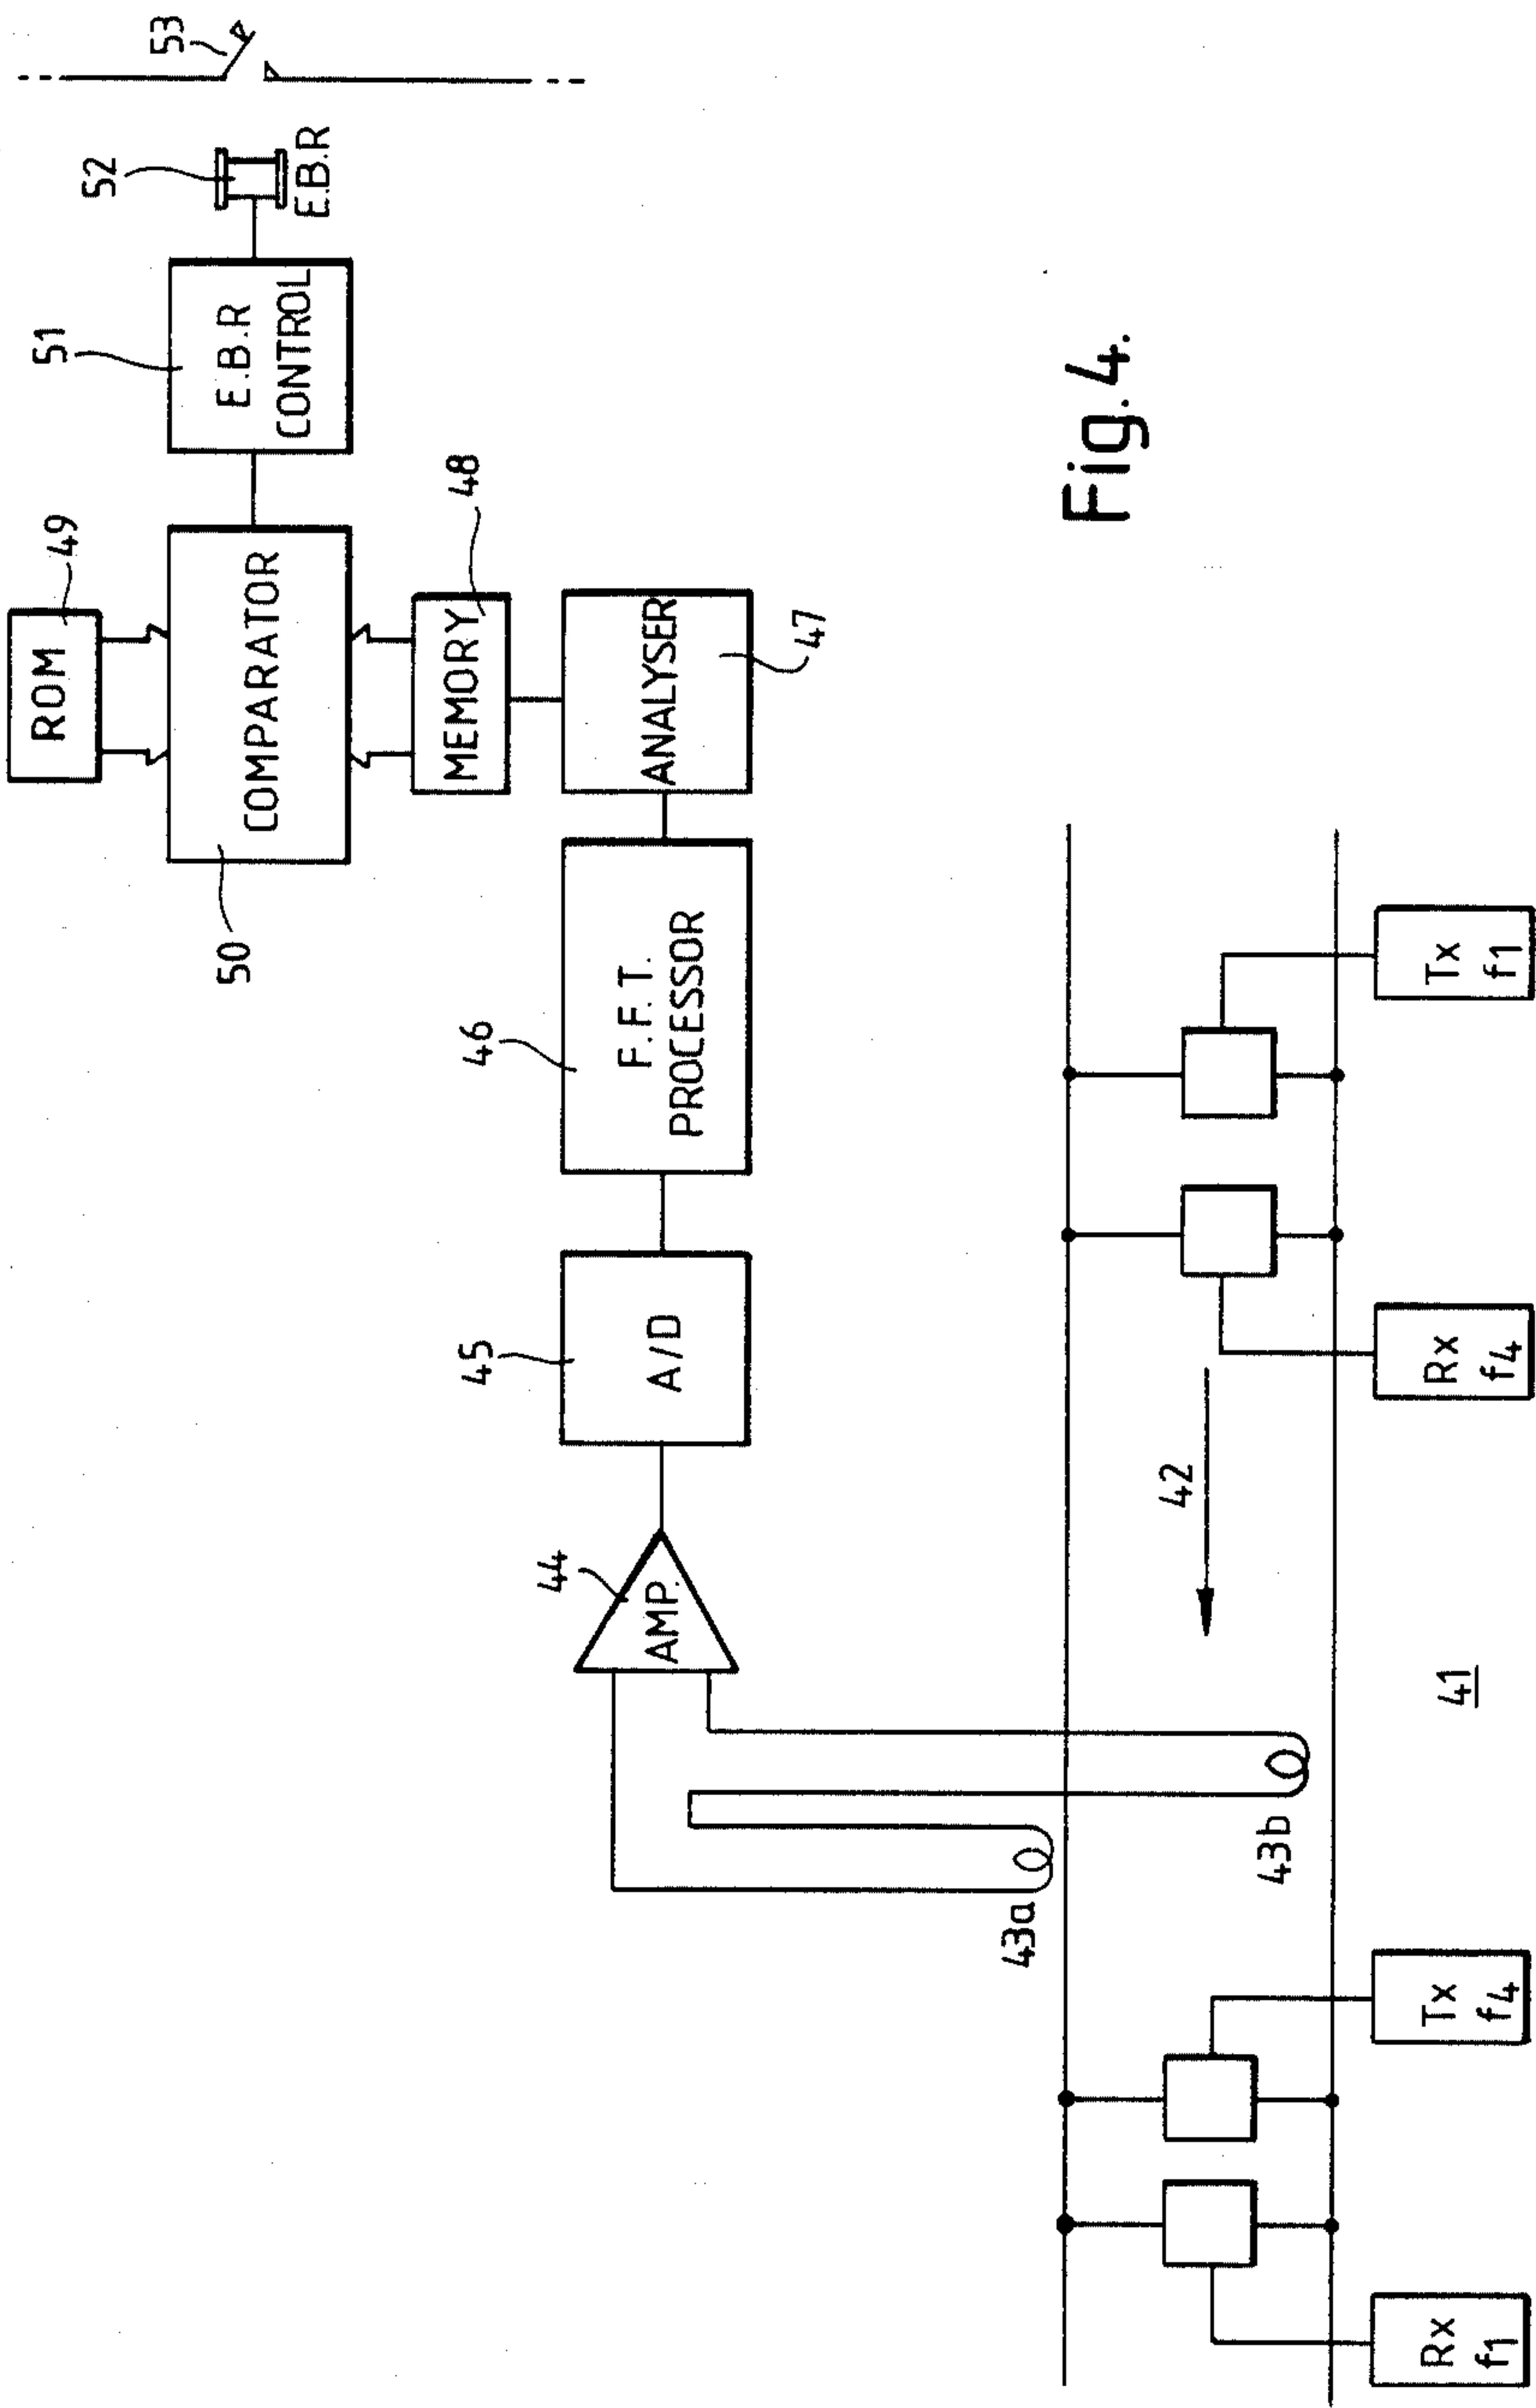 53
52
E.B.R
51
E.B.R
CONTROL
49
ROM
50
COMPARATOR
48
MEMORY
47
ANALYSER
46
F.F.T.
PROCESSOR
45
A/D
44
AMP.
43a
43b
42
41
Rx
f1
Tx
f4
Rx
f4
Tx
f1
Fig. 4.